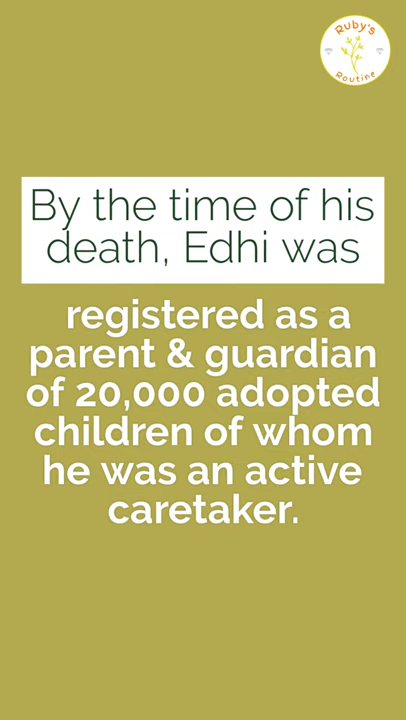 Ruby's
Routine
By the time of his
death, Edhi was
registered as a
parent & guardian
of 20,000 adopted
children of whom
he was an active
caretaker.